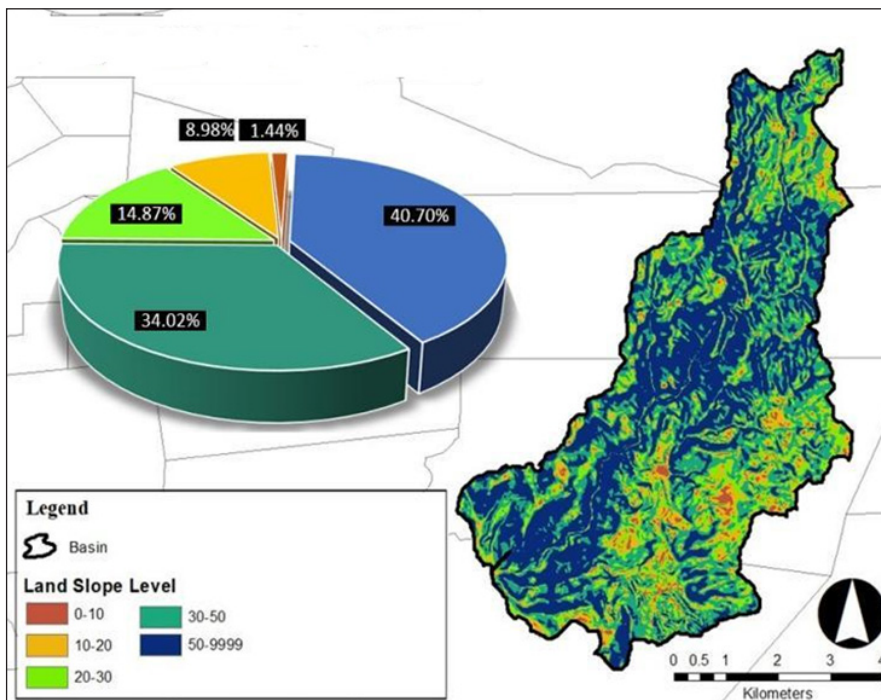 8.98% 1.44%
40.70%
14.87%
34.02%
Legend
Basin
Land Slope Level
0-10
10-20
20-30
30-50
50-9999
0 0.5 1 2 3 4
Kilometers